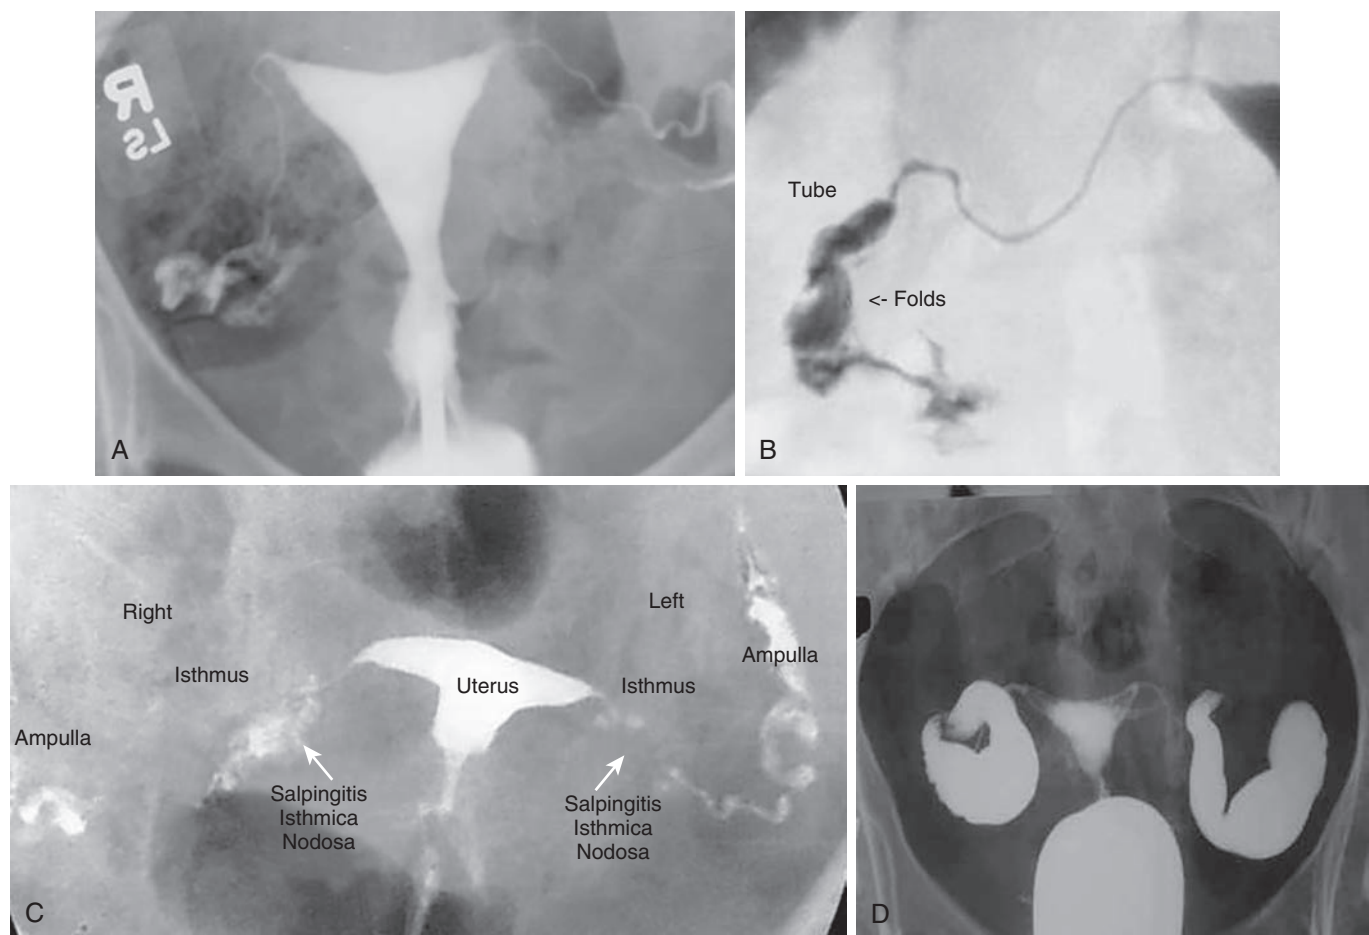 R
LS
A
Tube
<- Folds
B
Right
Left
Isthmus
Ampulla
Uterus
Isthmus
Ampulla
Salpingitis
Isthmica
Nodosa
Salpingitis
Isthmica
Nodosa
C
D